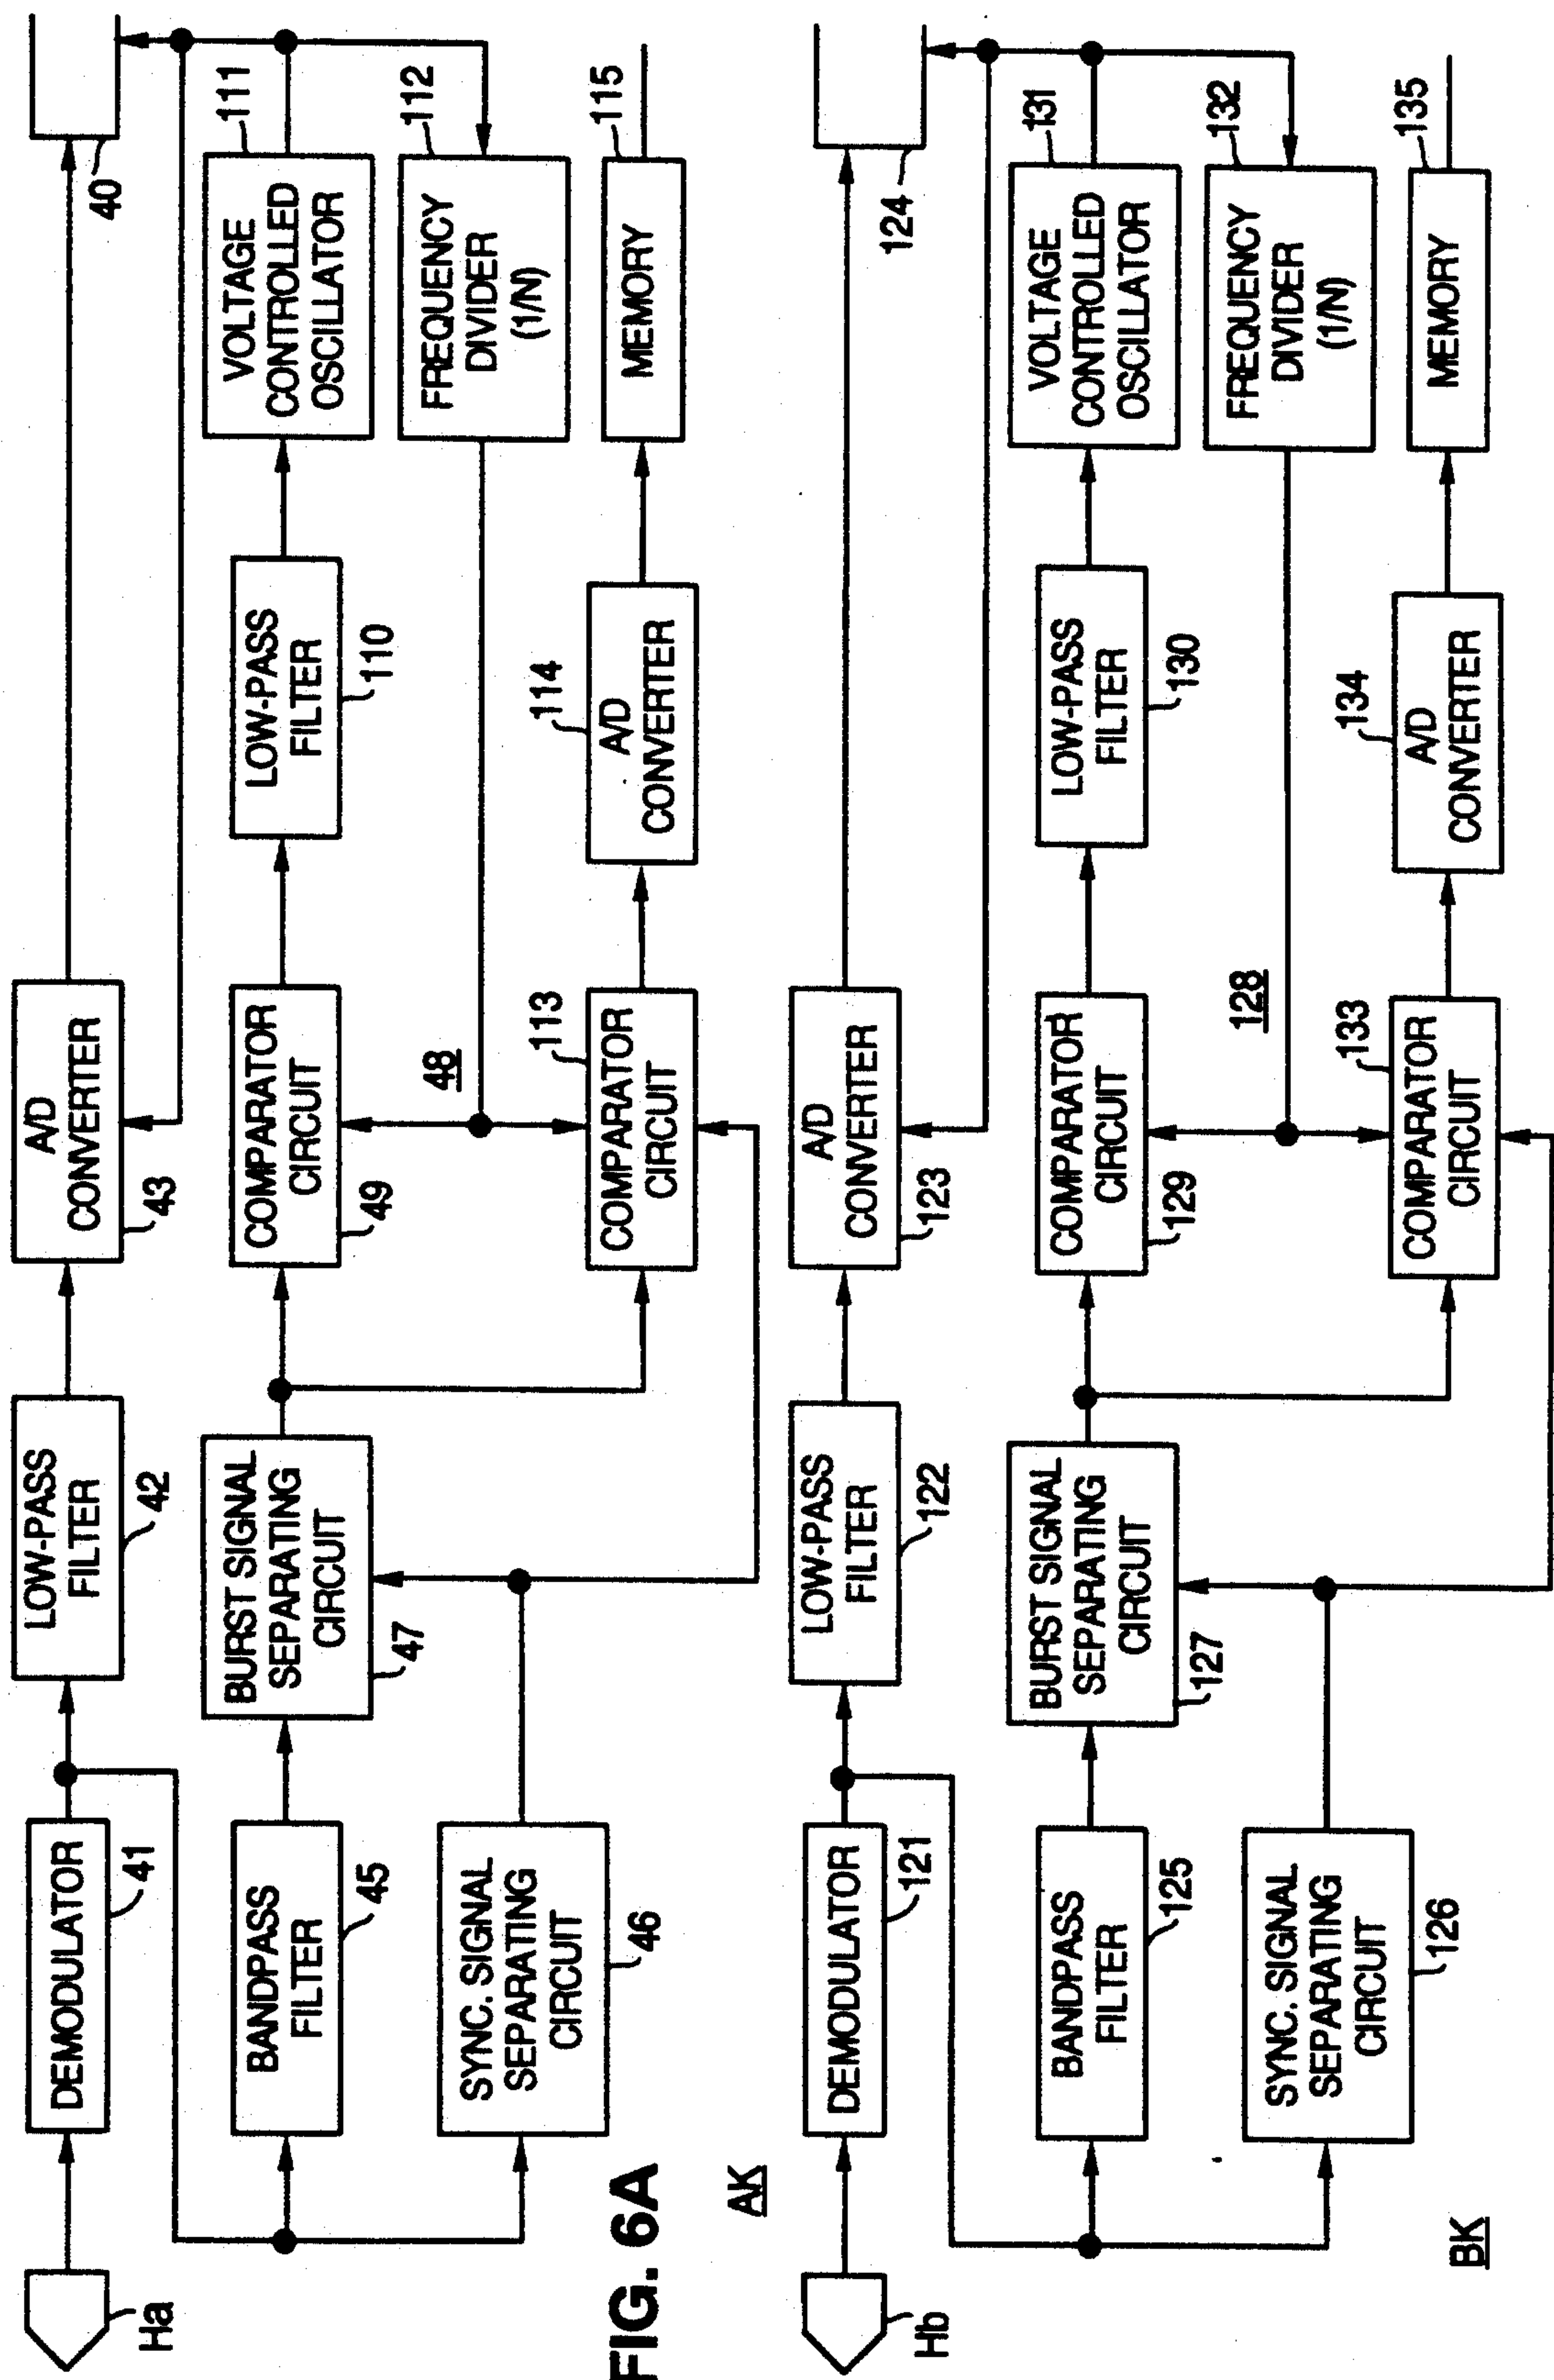 Ha
DEMODULATOR
41
LOW-PASS
FILTER
42
A/D
CONVERTER
43
40
BANDPASS
FILTER
45
BURST SIGNAL
SEPARATING
CIRCUIT
47
COMPARATOR
CIRCUIT
49
LOW-PASS
FILTER
110
VOLTAGE
CONTROLLED
OSCILLATOR
111
SYNC. SIGNAL
SEPARATING
CIRCUIT
46
48
FREQUENCY
DIVIDER
(1/N)
112
COMPARATOR
CIRCUIT
113
A/D
CONVERTER
114
MEMORY
115
FIG. 6A
AK
Hb
DEMODULATOR
121
LOW-PASS
FILTER
122
A/D
CONVERTER
123
124
BANDPASS
FILTER
125
BURST SIGNAL
SEPARATING
CIRCUIT
127
COMPARATOR
CIRCUIT
129
LOW-PASS
FILTER
130
VOLTAGE
CONTROLLED
OSCILLATOR
131
SYNC. SIGNAL
SEPARATING
CIRCUIT
126
128
FREQUENCY
DIVIDER
(1/N)
132
COMPARATOR
CIRCUIT
133
A/D
CONVERTER
134
MEMORY
135
BK